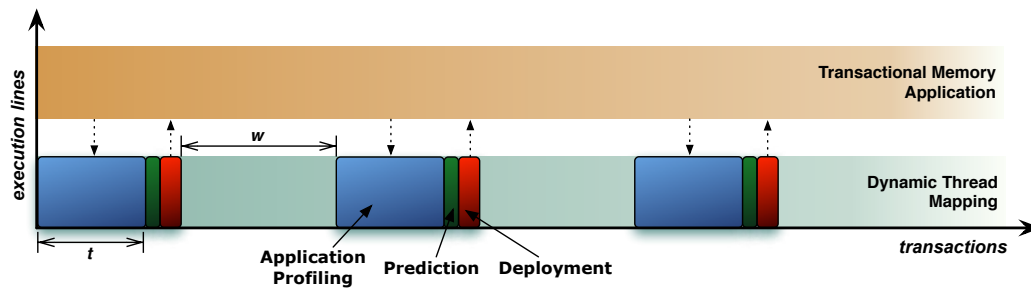 execution lines
Transactional Memory
Application
w
Dynamic Thread
Mapping
t
Application
Profiling
Prediction
Deployment
transactions